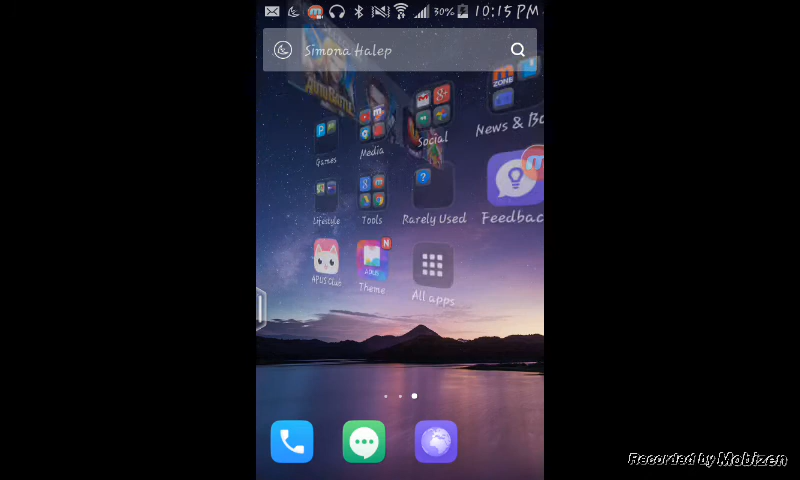 30% 10:15 PM
Simona Halep
AUTOBATTLE
ZONE
News & Bo
Games
Media
Social
Lifestyle
Tools
Rarely Used
Feedbac
N
APUS
APUS Club
Theme
All apps
Recorded by Mobizen